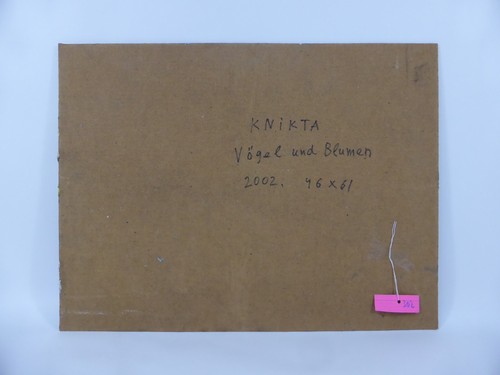 KNiKTA
Vögel und Blumen
2002. 46 x 61